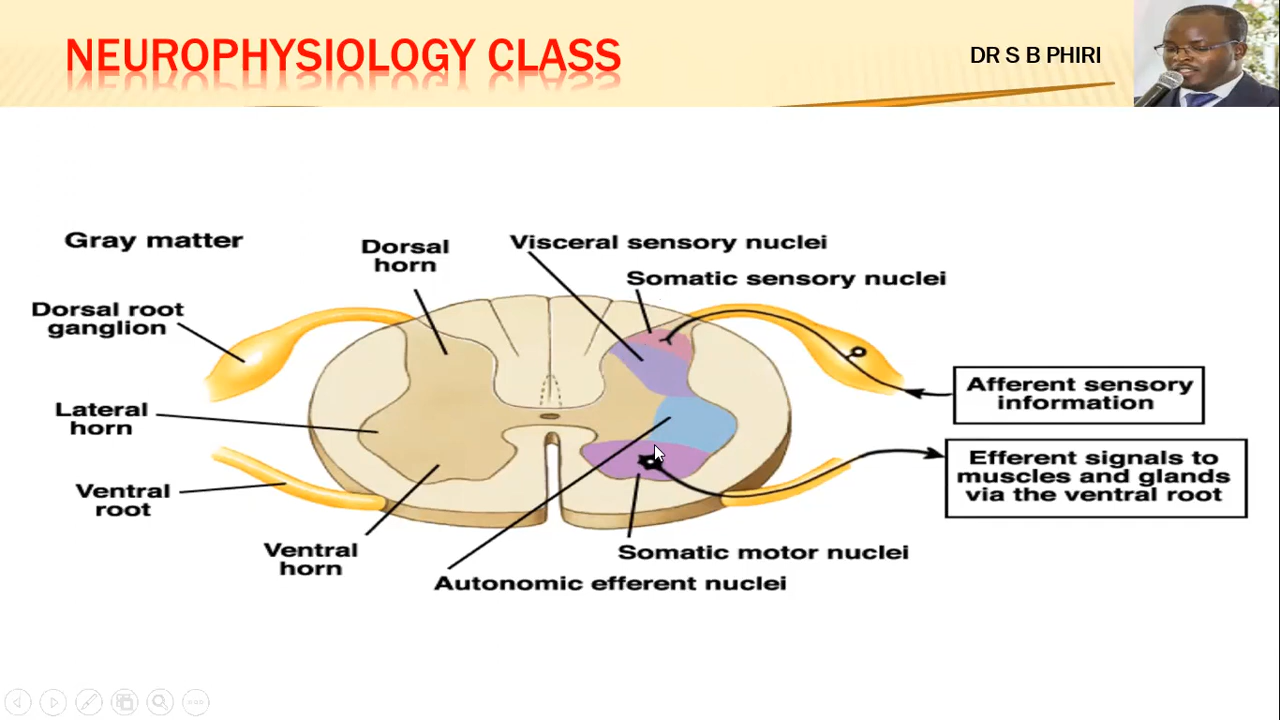 NEUROPHYSIOLOGY CLASS
DR S B PHIRI
Gray matter
Dorsal
horn
Visceral sensory nuclei
Somatic sensory nuclei
Dorsal root
ganglion
Afferent sensory
information
Lateral
horn
Efferent signals to
muscles and glands
via the ventral root
Ventral
root
Ventral
horn
Somatic motor nuclei
Autonomic efferent nuclei